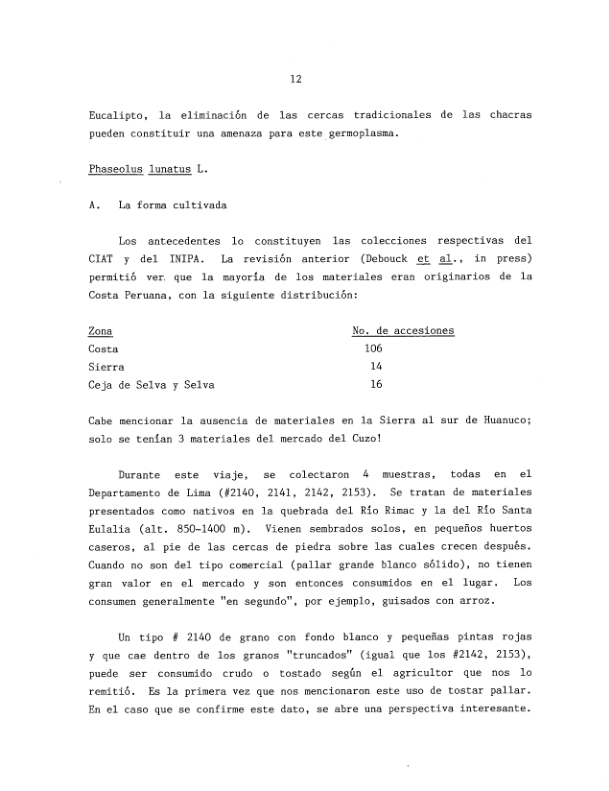 12
Eucalipto, la eliminación de las cercas tradicionales de las chacras
pueden constituir una amenaza para este germoplasma.
Phaseolus lunatus L.
A. La forma cultivada
Los antecedentes lo constituyen las colecciones respectivas del
CIAT y del INIPA. La revisión anterior (Debouck et al., in press)
permitió ver que la mayoría de los materiales eran originarios de la
Costa Peruana, con la siguiente distribución:
Zona No. de accesiones
Costa 106
Sierra 14
Ceja de Selva y Selva 16
Cabe mencionar la ausencia de materiales en la Sierra al sur de Huanuco;
solo se tenían 3 materiales del mercado del Cuzo!
Durante este viaje, se colectaron 4 muestras, todas en el
Departamento de Lima (#2140, 2141, 2142, 2153). Se tratan de materiales
presentados como nativos en la quebrada del Río Rimac y la del Río Santa
Eulalia (alt. 850-1400 m). Vienen sembrados solos, en pequeños huertos
caseros, al pie de las cercas de piedra sobre las cuales crecen después.
Cuando no son del tipo comercial (pallar grande blanco sólido), no tienen
gran valor en el mercado y son entonces consumidos en el lugar. Los
consumen generalmente "en segundo", por ejemplo, guisados con arroz.
Un tipo # 2140 de grano con fondo blanco y pequeñas pintas rojas
y que cae dentro de los granos "truncados" (igual que los #2142, 2153),
puede ser consumido crudo o tostado según el agricultor que nos lo
remitió. Es la primera vez que nos mencionaron este uso de tostar pallar.
En el caso que se confirme este dato, se abre una perspectiva interesante.